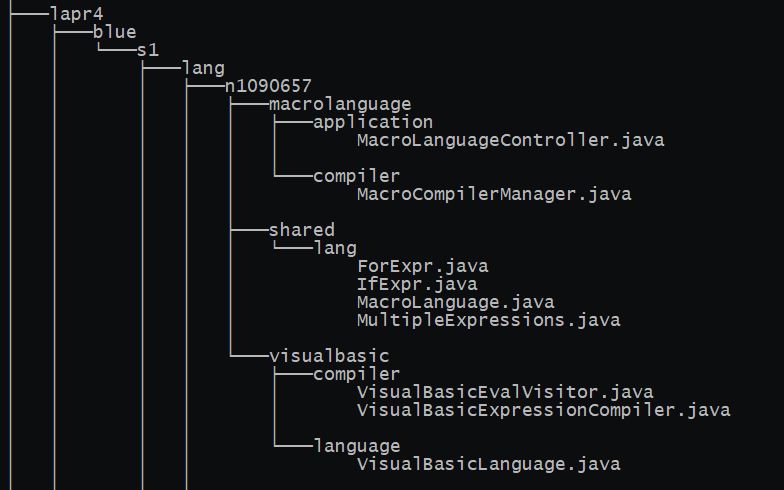 lapr4
blue
s1
lang
n1090657
macrolanguage
application
MacroLanguageController.java
compiler
MacroCompilerManager.java
shared
lang
ForExpr.java
IfExpr.java
MacroLanguage.java
MultipleExpressions.java
visualbasic
compiler
VisualBasicEvalVisitor.java
VisualBasicExpressionCompiler.java
language
VisualBasicLanguage.java